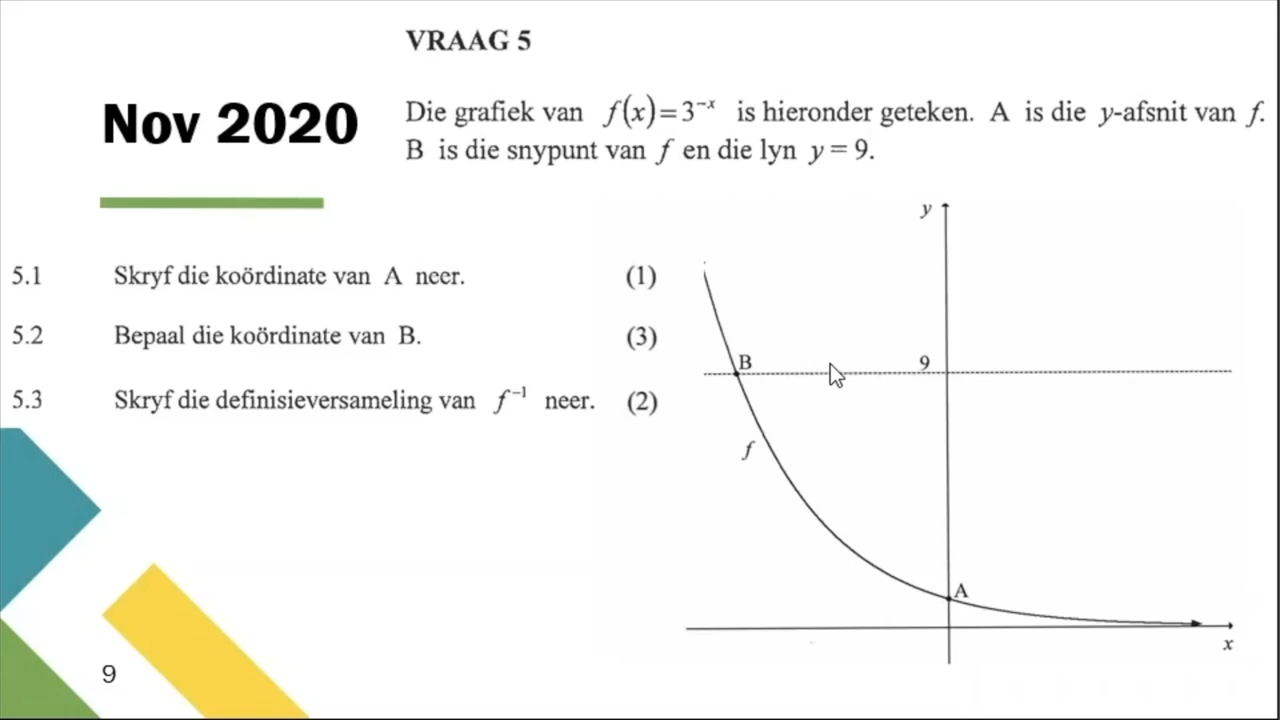 VRAAG 5
Nov 2020
Die grafiek van f(x)=3⁻ˣ is hieronder geteken. A is die y-afsnit van f.
B is die snypunt van f en die lyn y = 9.
5.1 Skryf die koördinate van A neer. (1)
5.2 Bepaal die koördinate van B. (3)
5.3 Skryf die definisieversameling van f⁻¹ neer. (2)
y
B
9
f
A
x
9